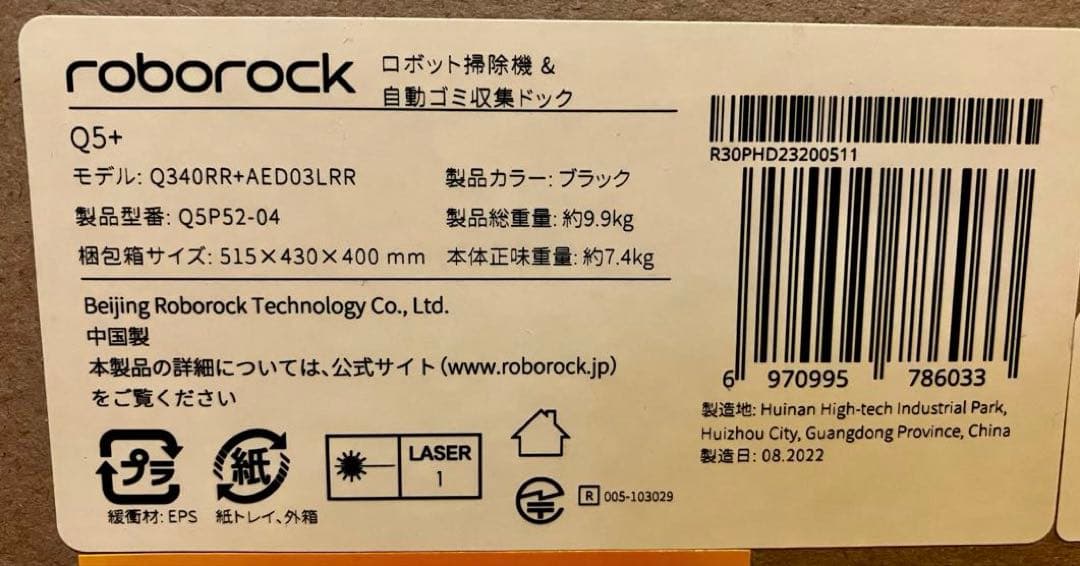 roborock
ロボット掃除機 &
自動ゴミ収集ドック
Q5+
モデル: Q340RR+AED03LRR
製品カラー: ブラック
製品型番: Q5P52-04
製品総重量: 約9.9kg
梱包箱サイズ: 515×430×400 mm
本体正味重量: 約7.4kg
Beijing Roborock Technology Co., Ltd.
中国製
本製品の詳細については、公式サイト(www.roborock.jp)
をご覧ください
プラ
緩衝材: EPS
紙
紙トレイ、外箱
LASER
1
R 005-103029
R30PHD23200511
6 970995 786033
製造地: Huinan High-tech Industrial Park,
Huizhou City, Guangdong Province, China
製造日: 08.2022